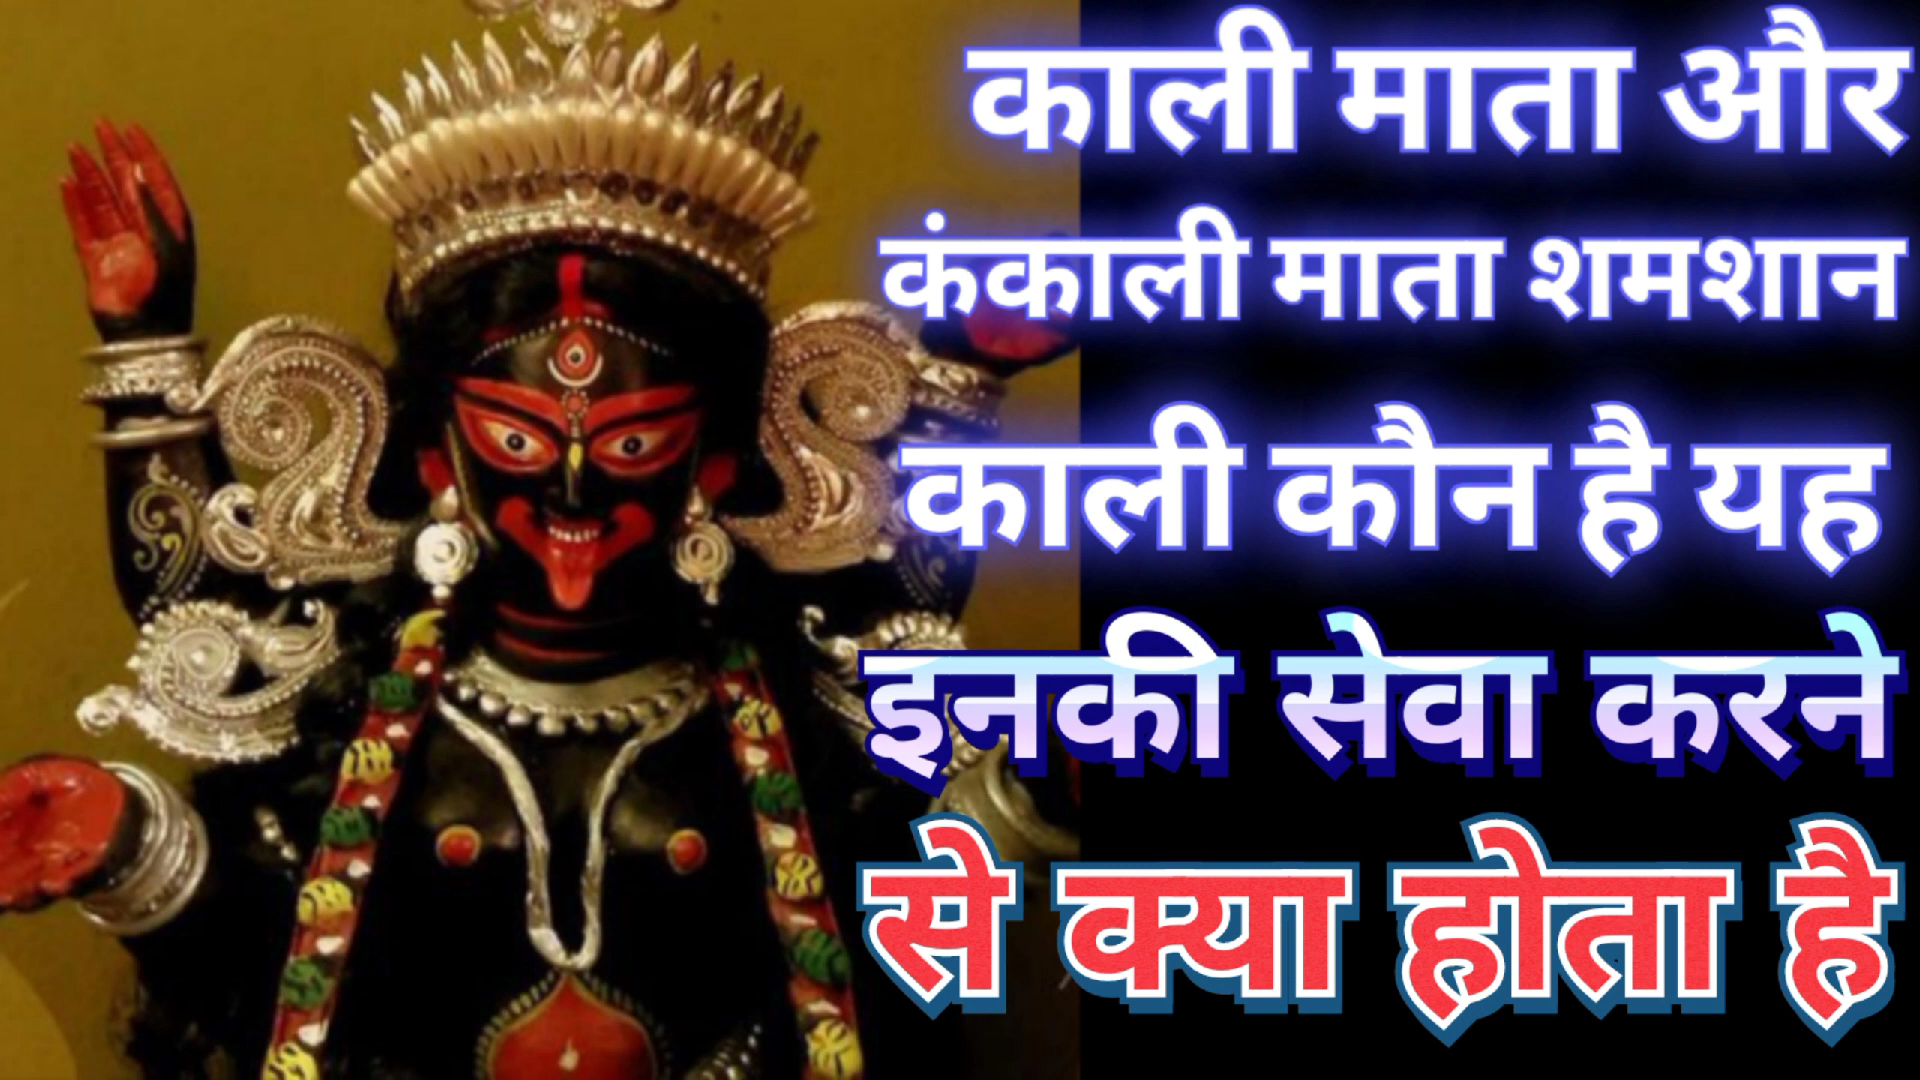 काली माता और
कंकाली माता शमशान
काली कौन है यह
इनकी सेवा करने
से क्या होता है